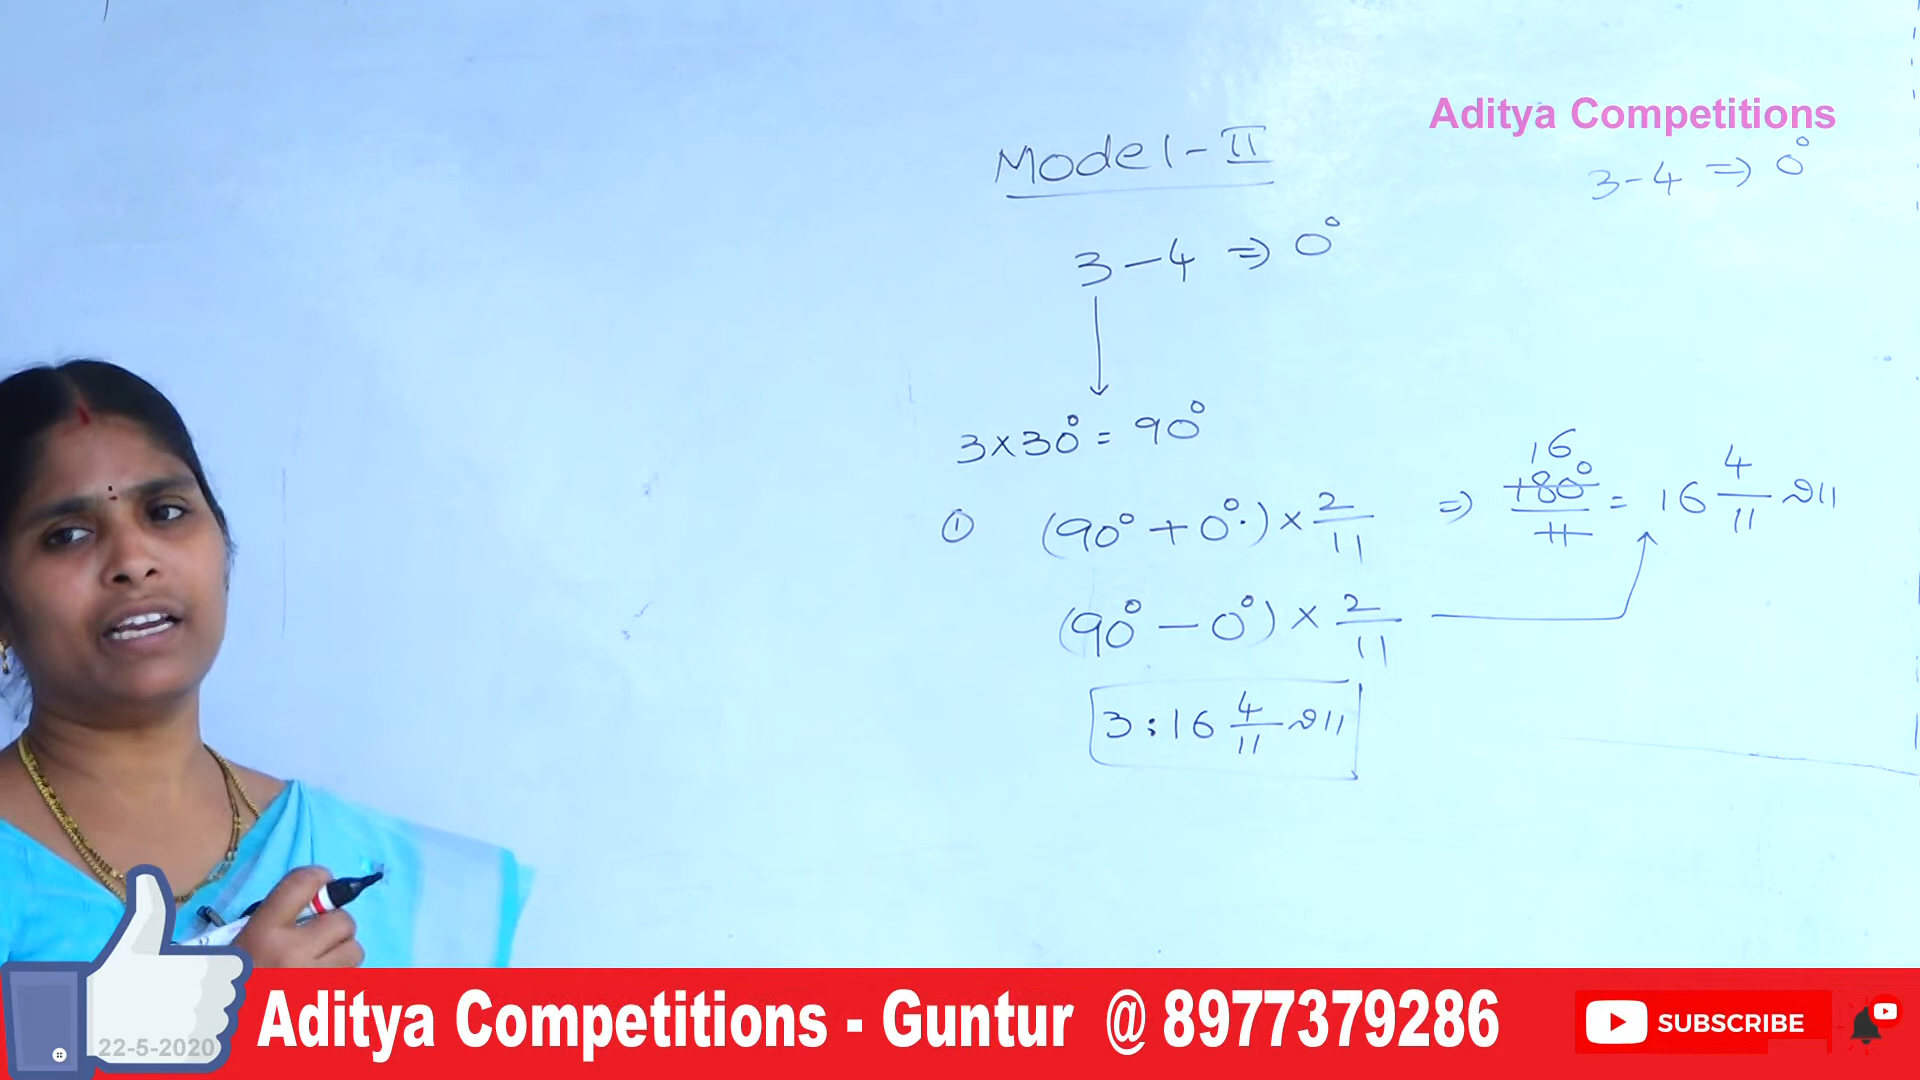 Aditya Competitions
Model-II
3-4 ⇒ 0°
3-4 ⇒ 0°
3×30° = 90°
① (90° + 0°.) × 2/11 ⇒ 180°/11 = 16 4/11 ని॥
16
(90° - 0°) × 2/11
3:16 4/11 ని॥
Aditya Competitions - Guntur @ 8977379286
SUBSCRIBE
22-5-2020